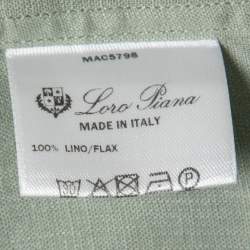 MAC5798
Loro Piana
MADE IN ITALY
100% LINO/FLAX
P